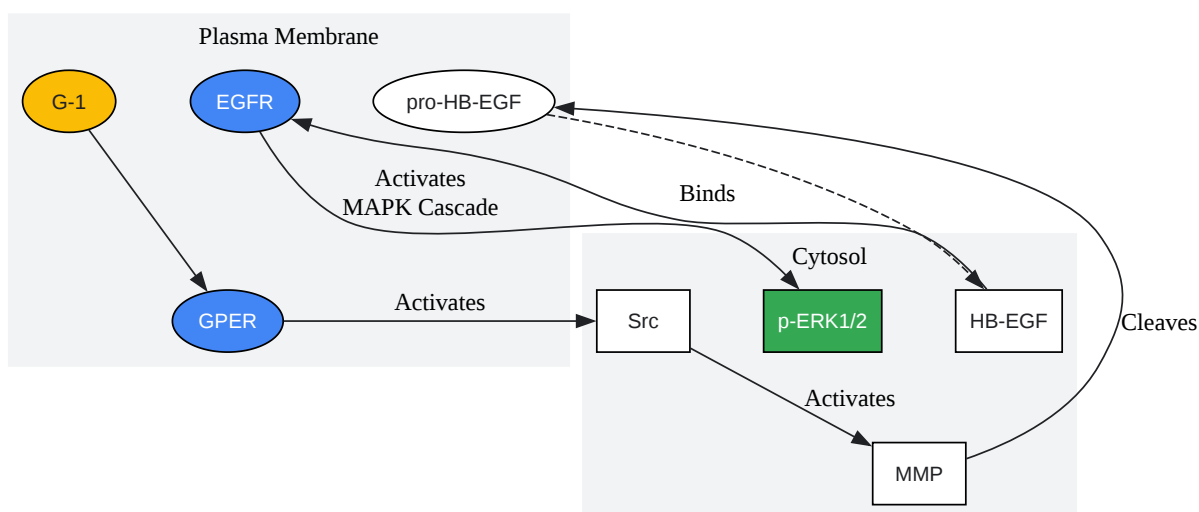 Plasma Membrane
G-1
EGFR
pro-HB-EGF
Activates
MAPK Cascade
Binds
Cytosol
GPER
Activates
Src
p-ERK1/2
HB-EGF
Cleaves
Activates
MMP